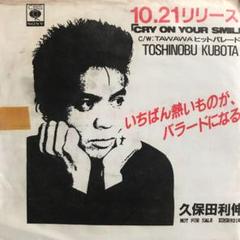 CBS
SONY
10.21リリース
「CRY ON YOUR SMILE
C/W:TAWAWAヒットパレード
TOSHINOBU KUBOTA
いちばん熱いものが、
バラードになる
久保田利伸
NOT FOR SALE